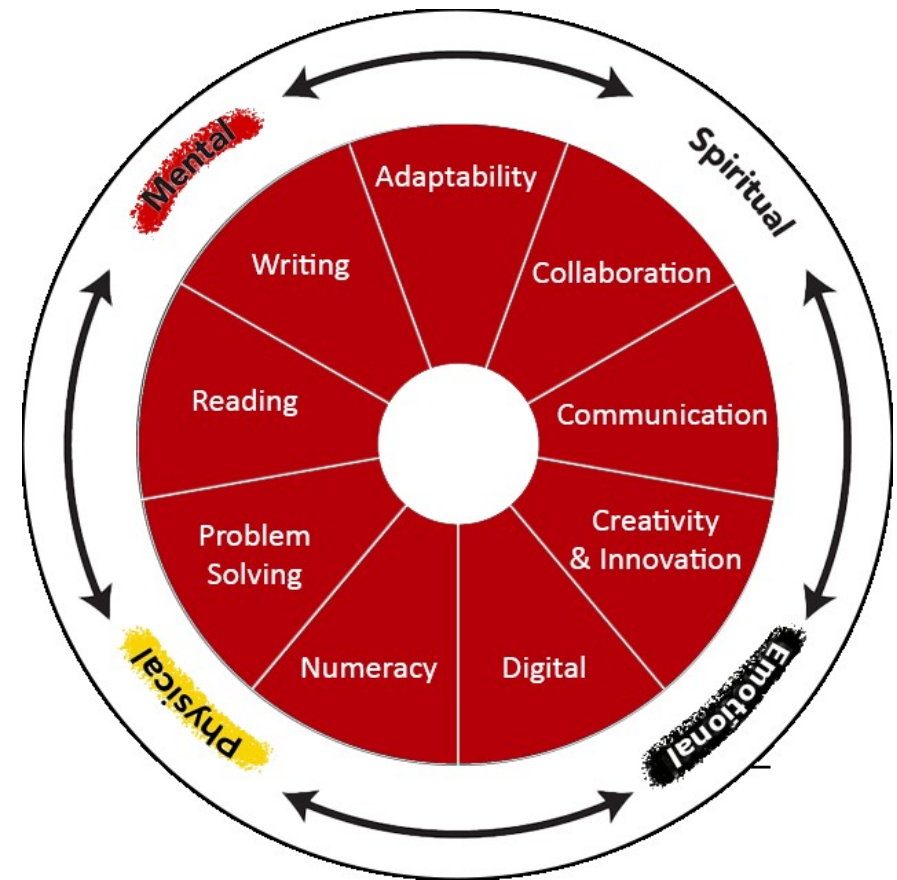 Mental
Spiritual
Adaptability
Writing
Collaboration
Reading
Communication
Problem
Solving
Creativity
& Innovation
Numeracy
Digital
Physical
Emotional